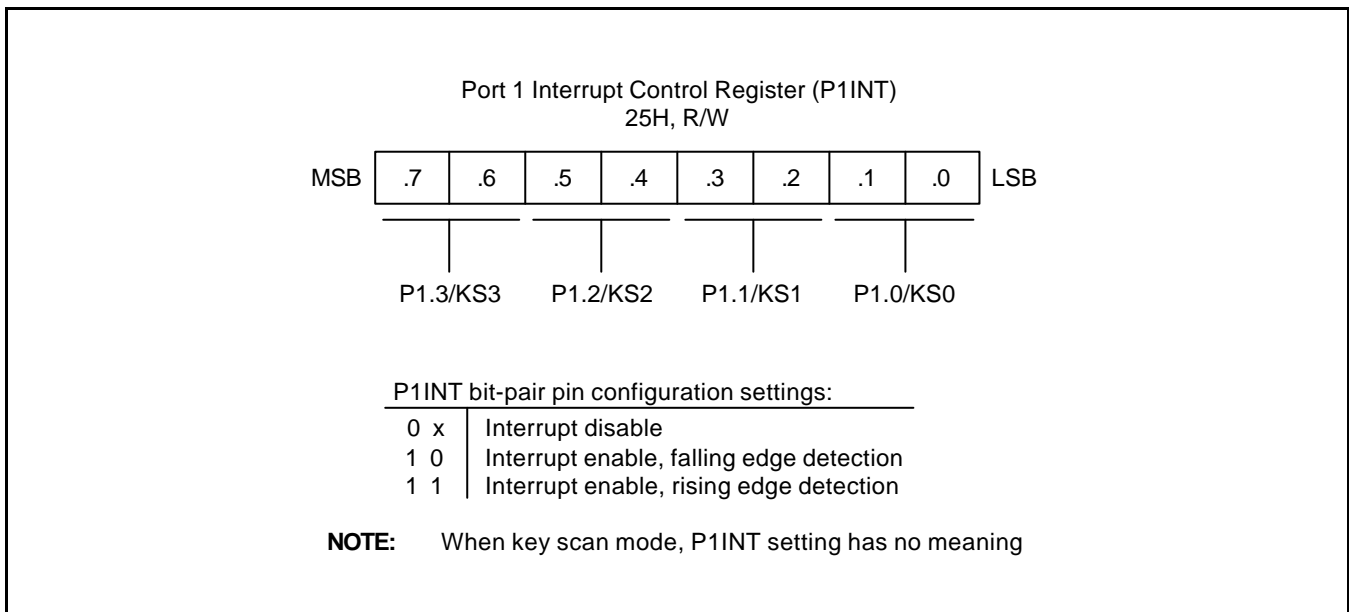 Port 1 Interrupt Control Register (P1INT)
25H, R/W
MSB .7 .6 .5 .4 .3 .2 .1 .0 LSB
P1.3/KS3 P1.2/KS2 P1.1/KS1 P1.0/KS0
P1INT bit-pair pin configuration settings:
0 x Interrupt disable
1 0 Interrupt enable, falling edge detection
1 1 Interrupt enable, rising edge detection
NOTE: When key scan mode, P1INT setting has no meaning